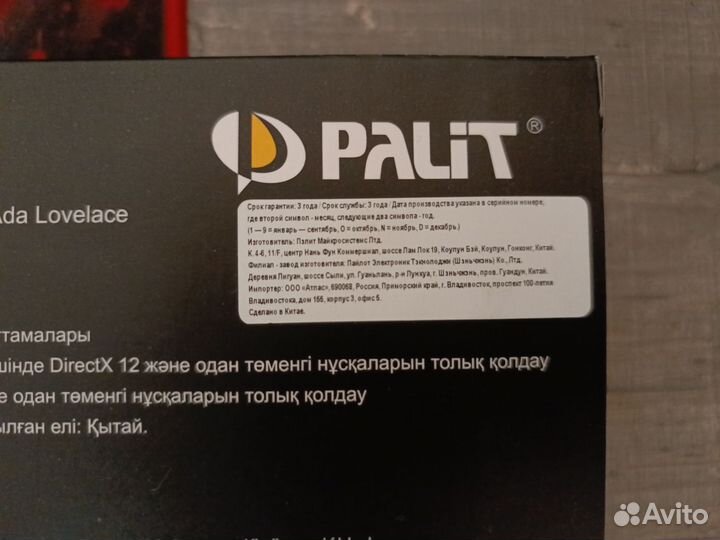 PALiT®
Срок гарантии: 3 года / Срок службы: 3 года / Дата производства указана в серийном номере,
где второй символ - месяц, следующие два символа - год.
(1 — 9 = январь — сентябрь, O = октябрь, N = ноябрь, D = декабрь.)
Изготовитель: Пэлит Майкросистемс Лтд.
К. 4-6, 11/F, центр Нань Фун Коммершиал, шоссе Лам Лок 19, Коулун Бэй, Коулун, Гонконг, Китай.
Филиал - завод изготовителя: Пайлот Электроник Тэкнолоджи (Шэньчжэнь) Ко., Лтд.
Деревня Лигуан, шоссе Сыли, ул. Гуаньлань, р-н Лунхуа, г. Шэньчжэнь, пров. Гуандун, Китай.
Импортер: ООО «Атлас», 690068, Россия, Приморский край, г. Владивосток, проспект 100-летия
Владивостока, дом 155, корпус 3, офис 5.
Сделано в Китае.
Ada Lovelace
ттамалары
шінде DirectX 12 және одан төменгі нұсқаларын толық қолдау
е одан төменгі нұсқаларын толық қолдау
ылған елі: Қытай.
Avito